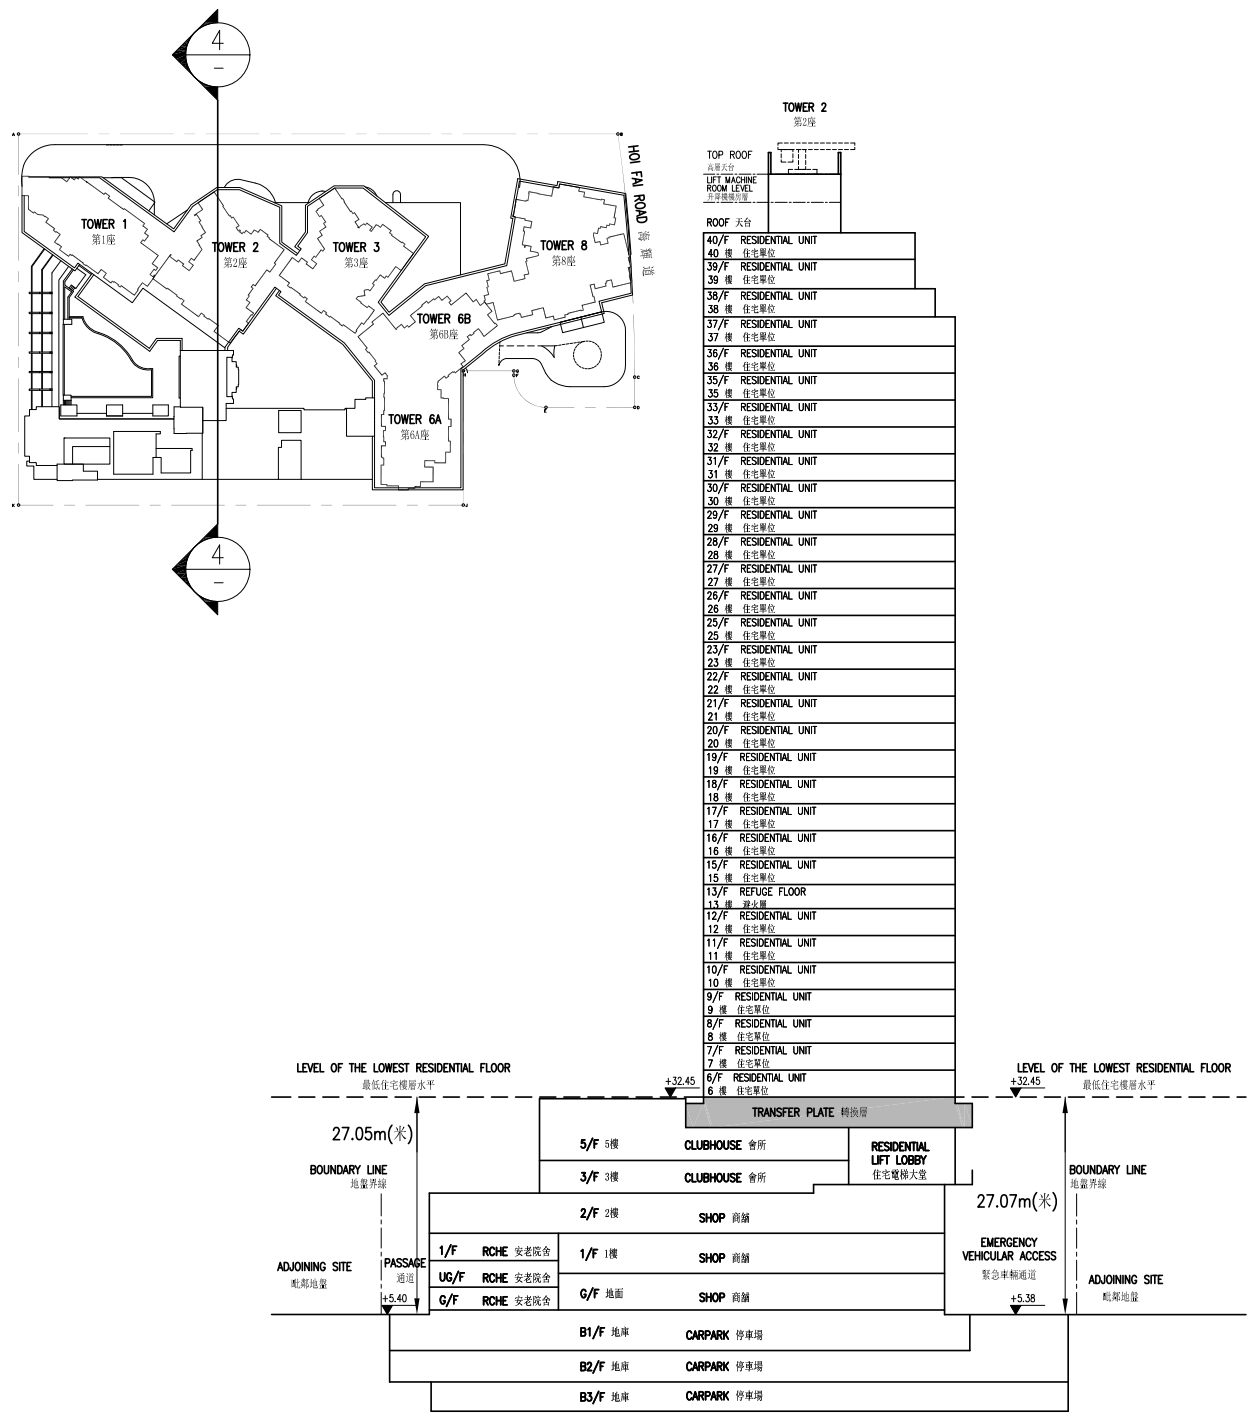 4
–
A
B
HOI FAI ROAD 海輝道
TOWER 1
第1座
TOWER 2
第2座
TOWER 3
第3座
TOWER 8
第8座
TOWER 6B
第6B座
TOWER 6A
第6A座
C
D
K
J
4
–
TOWER 2
第2座
TOP ROOF
高層天台
LIFT MACHINE
ROOM LEVEL
升降機機房層
ROOF 天台
40/F RESIDENTIAL UNIT
40 樓 住宅單位
39/F RESIDENTIAL UNIT
39 樓 住宅單位
38/F RESIDENTIAL UNIT
38 樓 住宅單位
37/F RESIDENTIAL UNIT
37 樓 住宅單位
36/F RESIDENTIAL UNIT
36 樓 住宅單位
35/F RESIDENTIAL UNIT
35 樓 住宅單位
33/F RESIDENTIAL UNIT
33 樓 住宅單位
32/F RESIDENTIAL UNIT
32 樓 住宅單位
31/F RESIDENTIAL UNIT
31 樓 住宅單位
30/F RESIDENTIAL UNIT
30 樓 住宅單位
29/F RESIDENTIAL UNIT
29 樓 住宅單位
28/F RESIDENTIAL UNIT
28 樓 住宅單位
27/F RESIDENTIAL UNIT
27 樓 住宅單位
26/F RESIDENTIAL UNIT
26 樓 住宅單位
25/F RESIDENTIAL UNIT
25 樓 住宅單位
23/F RESIDENTIAL UNIT
23 樓 住宅單位
22/F RESIDENTIAL UNIT
22 樓 住宅單位
21/F RESIDENTIAL UNIT
21 樓 住宅單位
20/F RESIDENTIAL UNIT
20 樓 住宅單位
19/F RESIDENTIAL UNIT
19 樓 住宅單位
18/F RESIDENTIAL UNIT
18 樓 住宅單位
17/F RESIDENTIAL UNIT
17 樓 住宅單位
16/F RESIDENTIAL UNIT
16 樓 住宅單位
15/F RESIDENTIAL UNIT
15 樓 住宅單位
13/F REFUGE FLOOR
13 樓 避火層
12/F RESIDENTIAL UNIT
12 樓 住宅單位
11/F RESIDENTIAL UNIT
11 樓 住宅單位
10/F RESIDENTIAL UNIT
10 樓 住宅單位
9/F RESIDENTIAL UNIT
9 樓 住宅單位
8/F RESIDENTIAL UNIT
8 樓 住宅單位
7/F RESIDENTIAL UNIT
7 樓 住宅單位
6/F RESIDENTIAL UNIT
6 樓 住宅單位
LEVEL OF THE LOWEST RESIDENTIAL FLOOR
最低住宅樓層水平
+32.45
+32.45
LEVEL OF THE LOWEST RESIDENTIAL FLOOR
最低住宅樓層水平
TRANSFER PLATE 轉換層
27.05m(米)
5/F 5樓 CLUBHOUSE 會所
RESIDENTIAL
LIFT LOBBY
住宅電梯大堂
3/F 3樓 CLUBHOUSE 會所
BOUNDARY LINE
地盤界線
BOUNDARY LINE
地盤界線
27.07m(米)
2/F 2樓 SHOP 商舖
1/F RCHE 安老院舍
1/F 1樓 SHOP 商舖
EMERGENCY
VEHICULAR ACCESS
緊急車輛通道
ADJOINING SITE
毗鄰地盤
PASSAGE
通道
UG/F RCHE 安老院舍
ADJOINING SITE
毗鄰地盤
+5.40
G/F RCHE 安老院舍
G/F 地面 SHOP 商舖
+5.38
B1/F 地庫 CARPARK 停車場
B2/F 地庫 CARPARK 停車場
B3/F 地庫 CARPARK 停車場